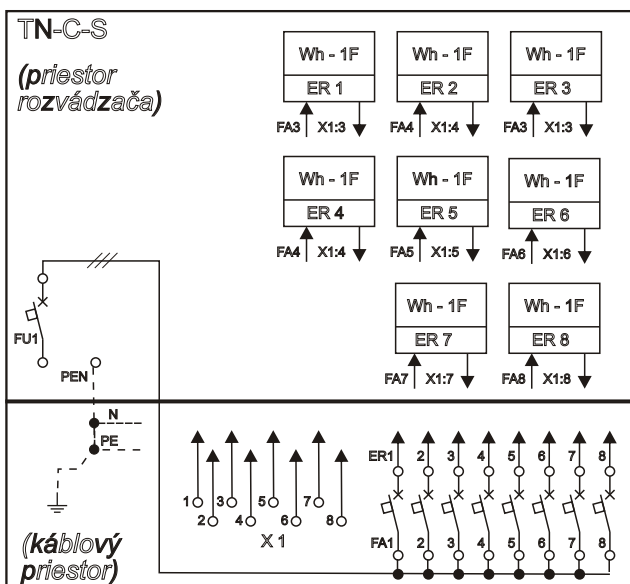 TN-C-S
(priestor
rozvádzača)
Wh - 1F
ER 1
FA3 X1:3
Wh - 1F
ER 2
FA4 X1:4
Wh - 1F
ER 3
FA3 X1:3
Wh - 1F
ER 4
FA4 X1:4
Wh - 1F
ER 5
FA5 X1:5
Wh - 1F
ER 6
FA6 X1:6
Wh - 1F
ER 7
FA7 X1:7
Wh - 1F
ER 8
FA8 X1:8
FU1
PEN
N
PE
1 3 5 7
2 4 6 8
X 1
ER1 2 3 4 5 6 7 8
FA1 2 3 4 5 6 7 8
(káblový
priestor)